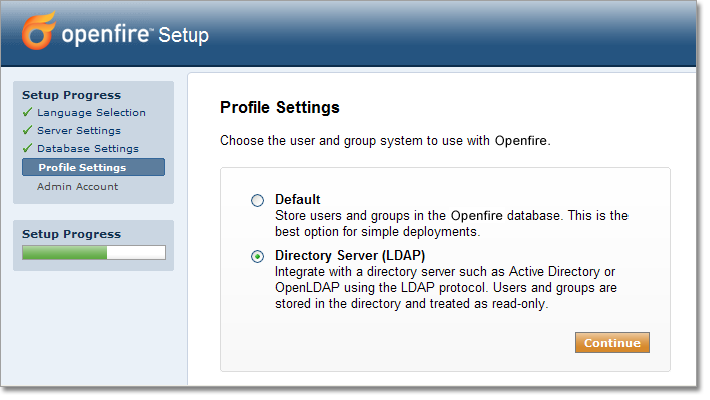 openfire™ Setup
Setup Progress
Language Selection
Server Settings
Database Settings
Profile Settings
Admin Account
Setup Progress
Profile Settings
Choose the user and group system to use with Openfire.
Default
Store users and groups in the Openfire database. This is the
best option for simple deployments.
Directory Server (LDAP)
Integrate with a directory server such as Active Directory or
OpenLDAP using the LDAP protocol. Users and groups are
stored in the directory and treated as read-only.
Continue